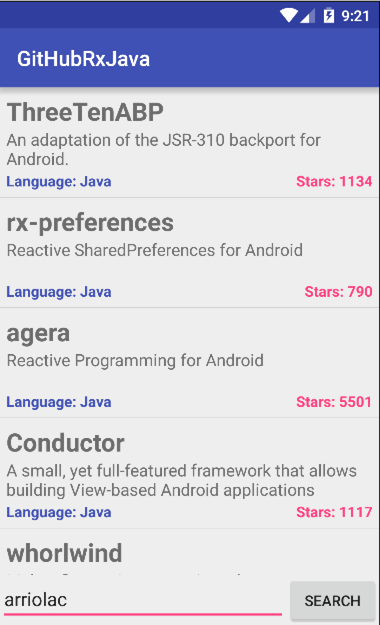 9:21
GitHubRxJava
ThreeTenABP
An adaptation of the JSR-310 backport for
Android.
Language: Java Stars: 1134
rx-preferences
Reactive SharedPreferences for Android
Language: Java Stars: 790
agera
Reactive Programming for Android
Language: Java Stars: 5501
Conductor
A small, yet full-featured framework that allows
building View-based Android applications
Language: Java Stars: 1117
whorlwind
arriolac SEARCH